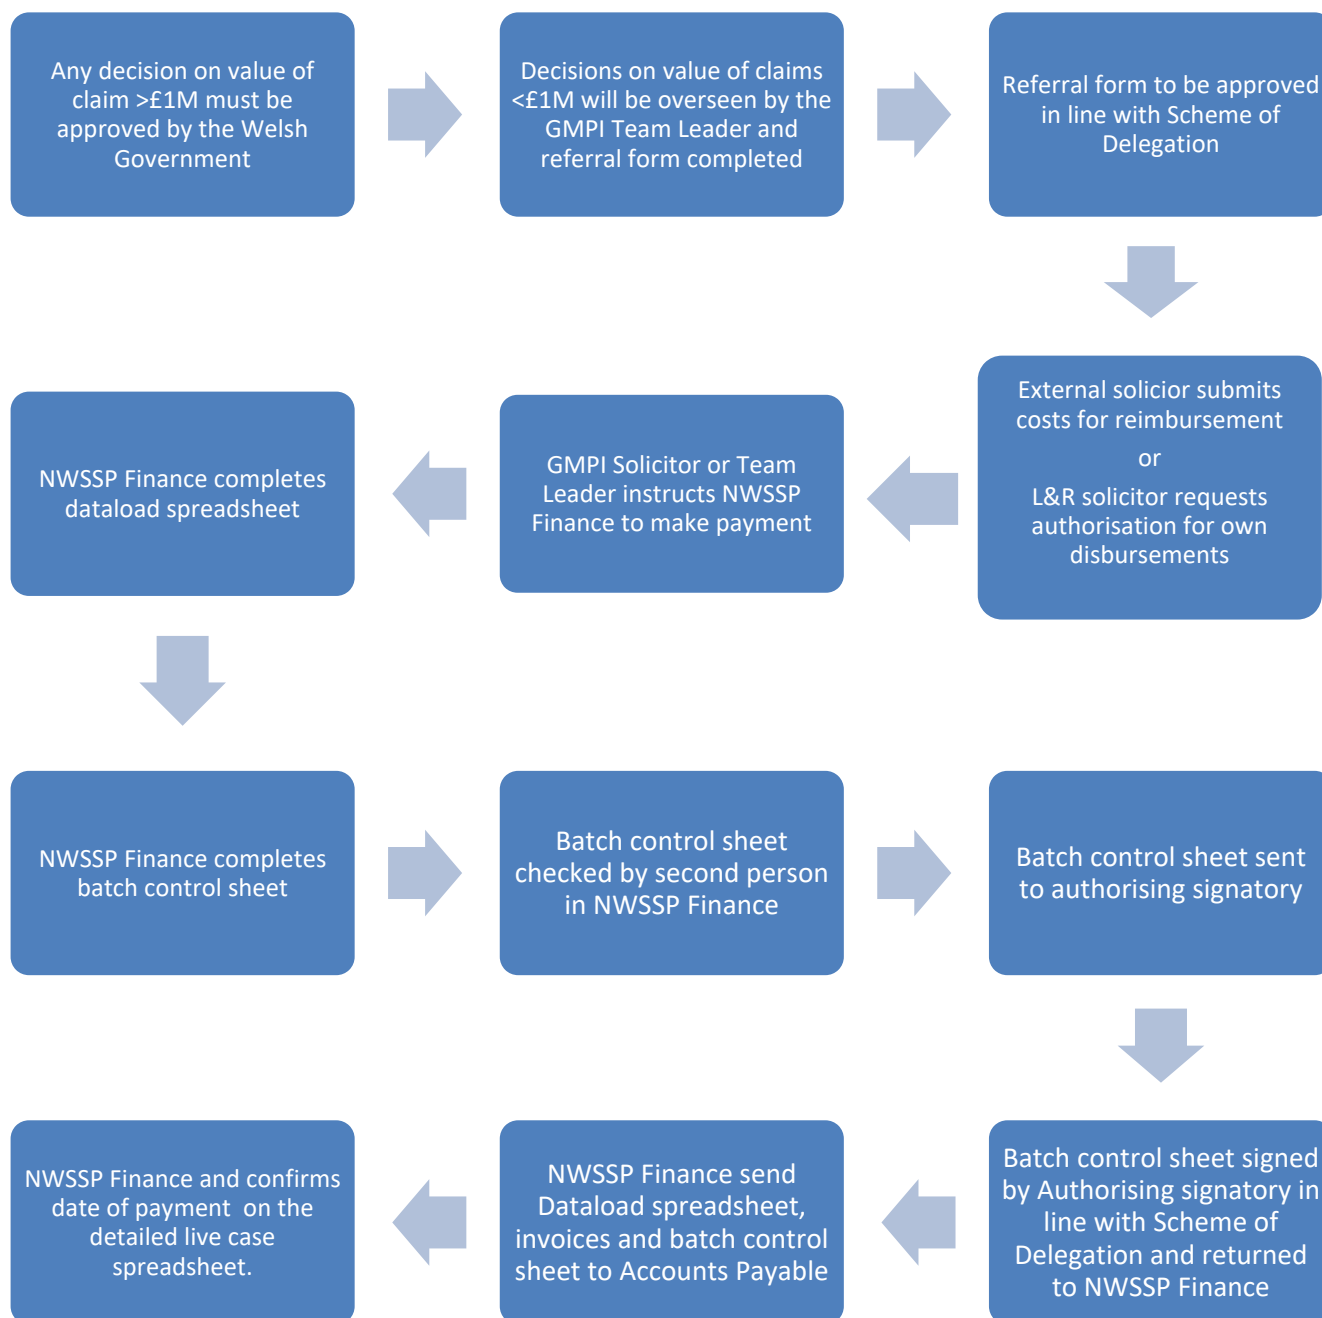 Any decision on value of
claim >£1M must be
approved by the Welsh
Government
Decisions on value of claims
<£1M will be overseen by the
GMPI Team Leader and
referral form completed
Referral form to be approved
in line with Scheme of
Delegation
External solicior submits
costs for reimbursement
or
L&R solicitor requests
authorisation for own
disbursements
GMPI Solicitor or Team
Leader instructs NWSSP
Finance to make payment
NWSSP Finance completes
dataload spreadsheet
NWSSP Finance completes
batch control sheet
Batch control sheet
checked by second person
in NWSSP Finance
Batch control sheet sent
to authorising signatory
Batch control sheet signed
by Authorising signatory in
line with Scheme of
Delegation and returned
to NWSSP Finance
NWSSP Finance send
Dataload spreadsheet,
invoices and batch control
sheet to Accounts Payable
NWSSP Finance and confirms
date of payment  on the
detailed live case
spreadsheet.